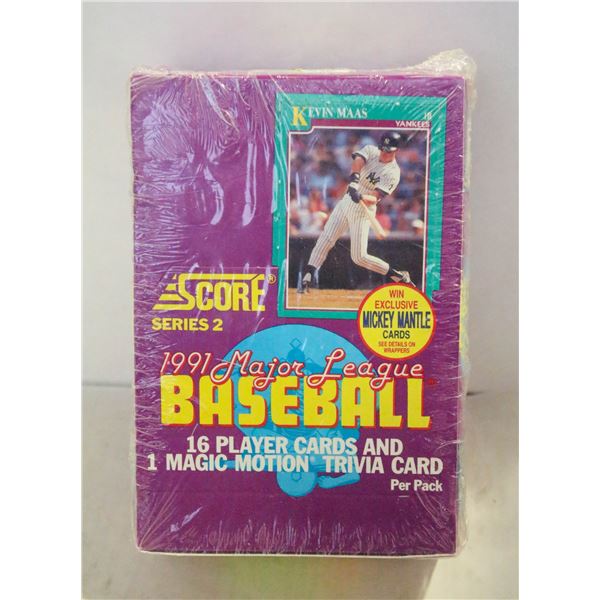 KEVIN MAAS
1B
YANKEES
SCORE®
SERIES 2
WIN
EXCLUSIVE
MICKEY MANTLE
CARDS
SEE DETAILS ON
WRAPPERS
1991 Major League
BASEBALL
16 PLAYER CARDS AND
1 MAGIC MOTION® TRIVIA CARD
Per Pack